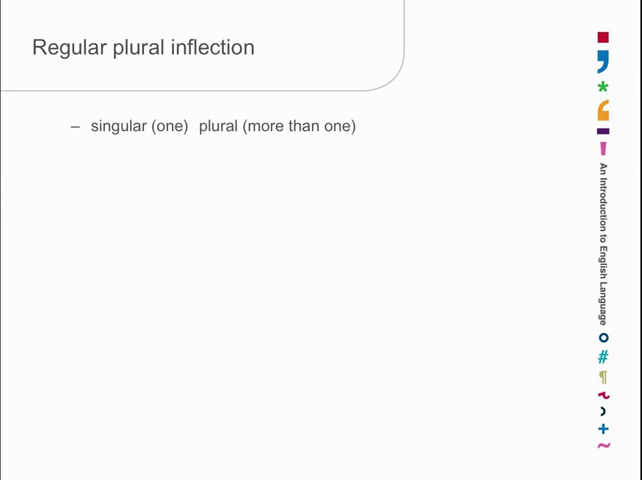 Regular plural inflection
– singular (one) plural (more than one)
An Introduction to English Language